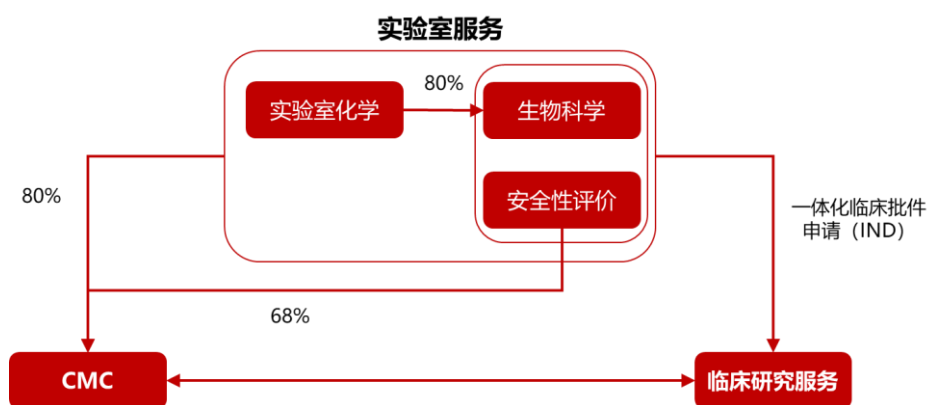 实验室服务
80%
实验室化学
生物科学
80%
安全性评价
一体化临床批件
申请（IND）
68%
CMC
临床研究服务